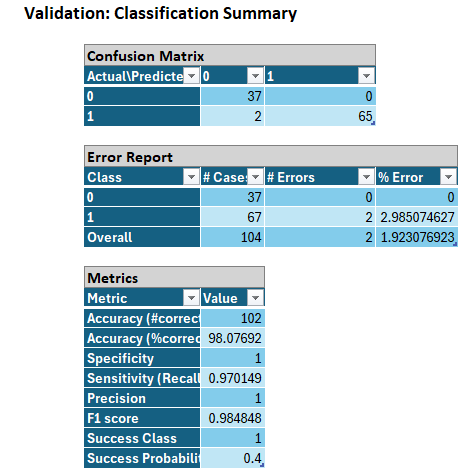 Validation: Classification Summary
Confusion Matrix
Actual\Predicte 0 1
0 37 0
1 2 65
Error Report
Class # Case # Errors % Error
0 37 0 0
1 67 2 2.985074627
Overall 104 2 1.923076923
Metrics
Metric Value
Accuracy (#correct 102
Accuracy (%correc 98.07692
Specificity 1
Sensitivity (Recall 0.970149
Precision 1
F1 score 0.984848
Success Class 1
Success Probabilit 0.4